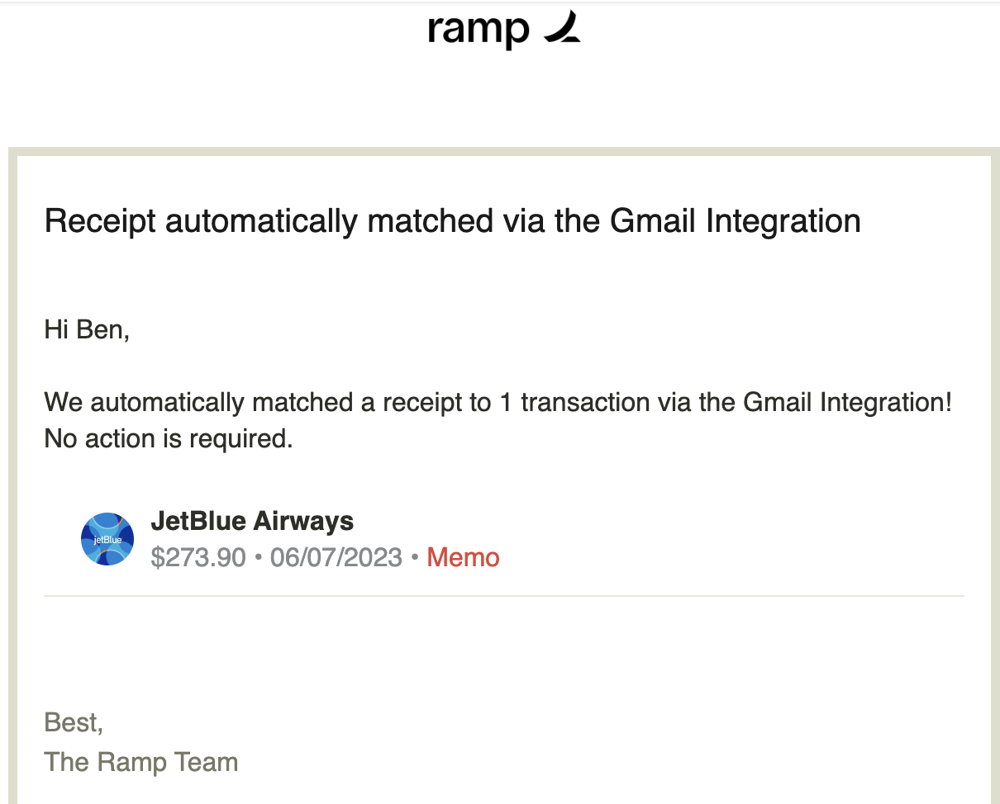 ramp
Receipt automatically matched via the Gmail Integration
Hi Ben,
We automatically matched a receipt to 1 transaction via the Gmail Integration!
No action is required.
jetBlue
JetBlue Airways
$273.90 • 06/07/2023 • Memo
Best,
The Ramp Team